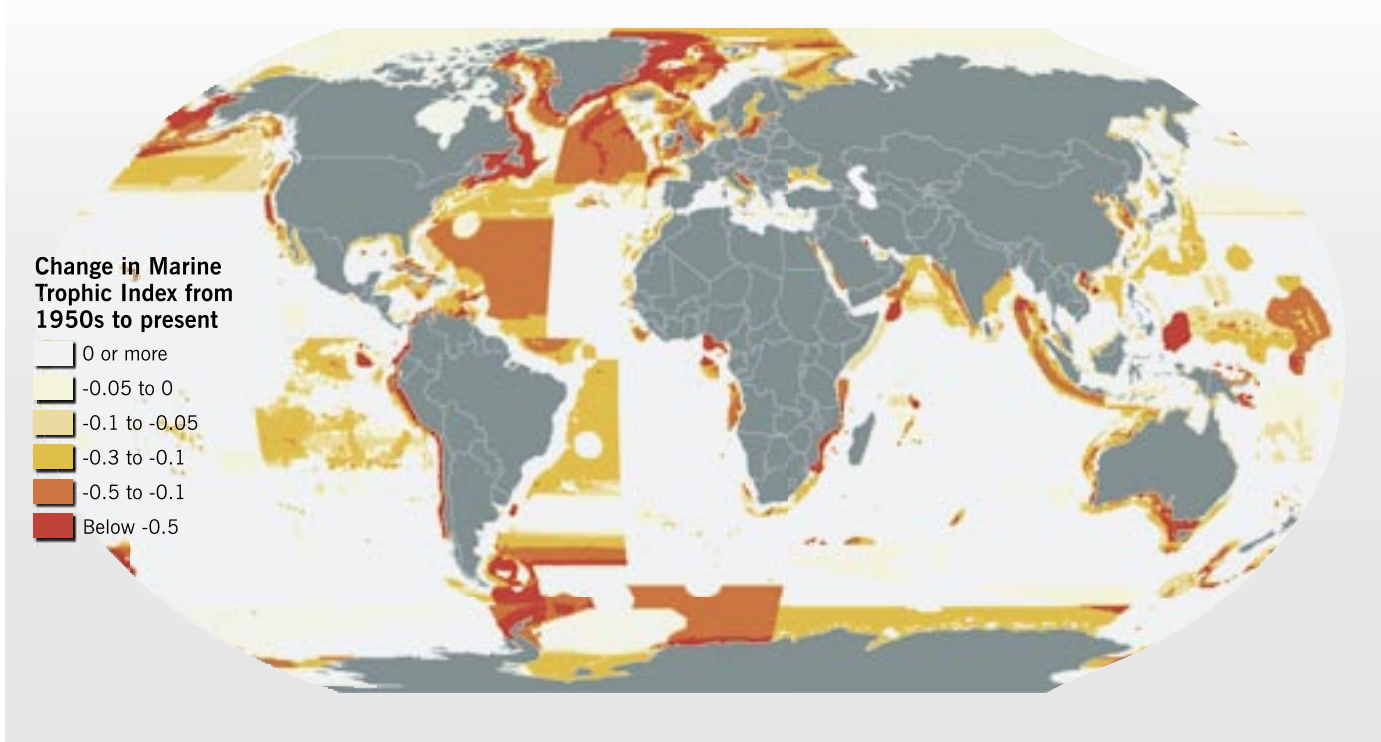 Change in Marine
Trophic Index from
1950s to present
0 or more
-0.05 to 0
-0.1 to -0.05
-0.3 to -0.1
-0.5 to -0.1
Below -0.5